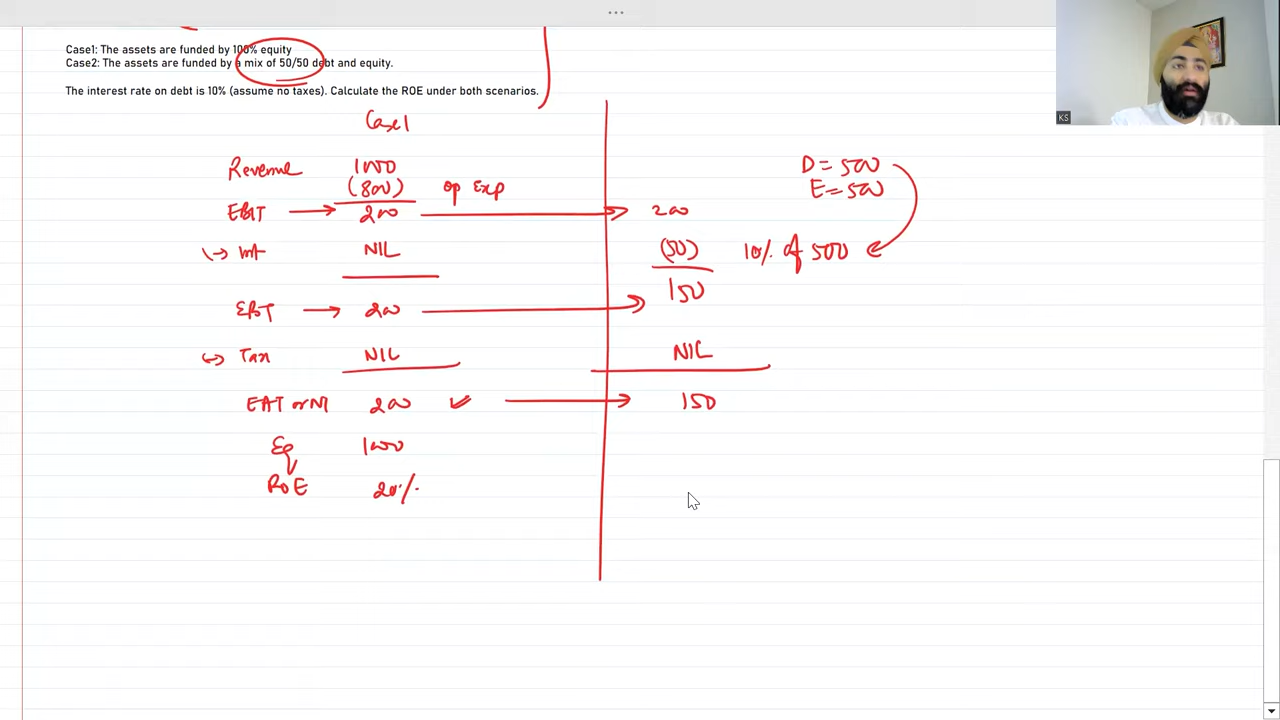 Case1: The assets are funded by 100% equity
Case2: The assets are funded by a mix of 50/50 debt and equity.
The interest rate on debt is 10% (assume no taxes). Calculate the ROE under both scenarios.
Case 1
Revenue 1000 D = 500
(800) Op Exp E = 500
EBIT → 200 → 200
(-) Int NIL (50) 10% of 500
EBT → 200 → 150
(-) Tax NIL NIL
EAT or NI 200 ✓ → 150
Eq 1000
ROE 20%
KS